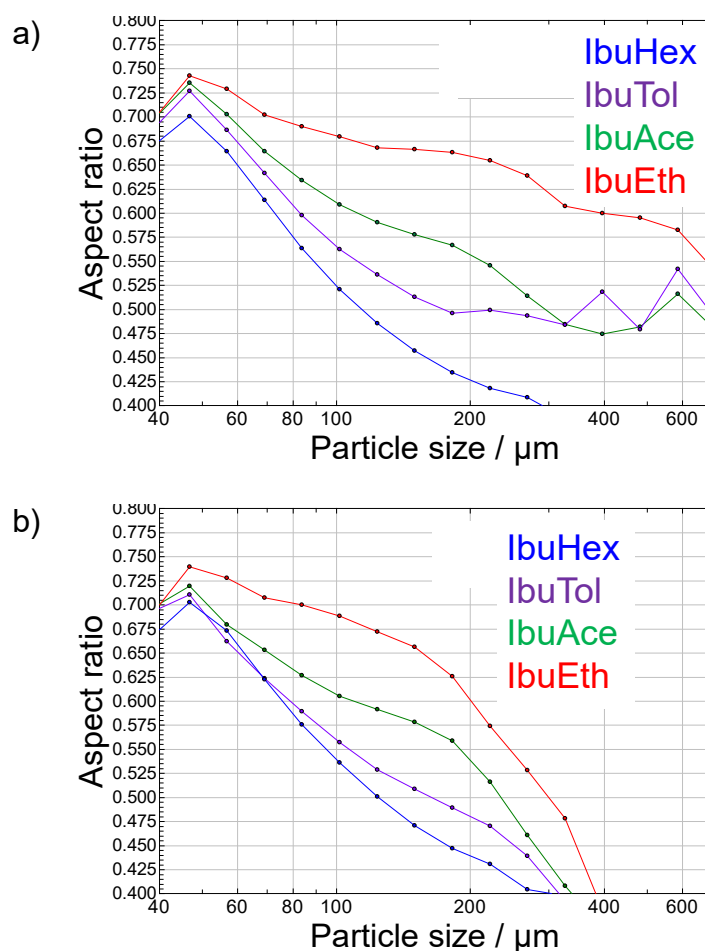 a)
0.800
0.775
0.750
0.725
0.700
0.675
0.650
0.625
0.600
0.575
0.550
0.525
0.500
0.475
0.450
0.425
0.400
Aspect ratio
IbuHex
IbuTol
IbuAce
IbuEth
40 60 80 100 200 400 600
Particle size / µm
b)
0.800
0.775
0.750
0.725
0.700
0.675
0.650
0.625
0.600
0.575
0.550
0.525
0.500
0.475
0.450
0.425
0.400
Aspect ratio
IbuHex
IbuTol
IbuAce
IbuEth
40 60 80 100 200 400 600
Particle size / µm